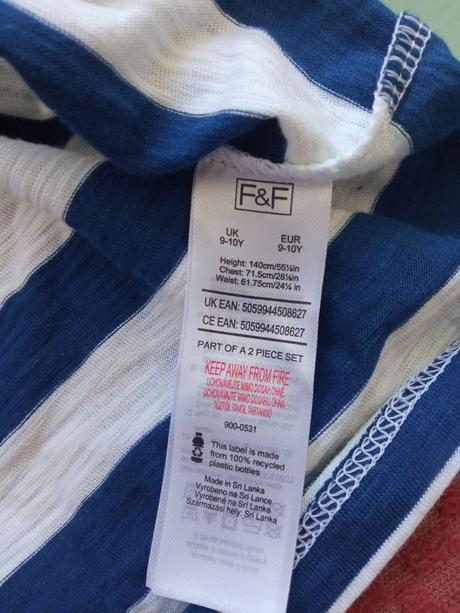 F&F
UK EUR
9-10Y 9-10Y
Height: 140cm/55⅛in
Chest: 71.5cm/28⅛in
Waist: 61.75cm/24¼ in
UK EAN: 5059944508627
CE EAN: 5059944508627
PART OF A 2 PIECE SET
KEEP AWAY FROM FIRE
UCHOVÁVEJTE MIMO DOSAH OHNĚ
UCHOVÁVAJTE MIMO DOSAHU OHŇA
TŰZTŐL TÁVOL TARTANDÓ
900-0531
This label is made
from 100% recycled
plastic bottles
Made in Sri Lanka
Vyrobeno na Srí Lance
Vyrobené na Srí Lanke
Származási hely: Srí Lanka